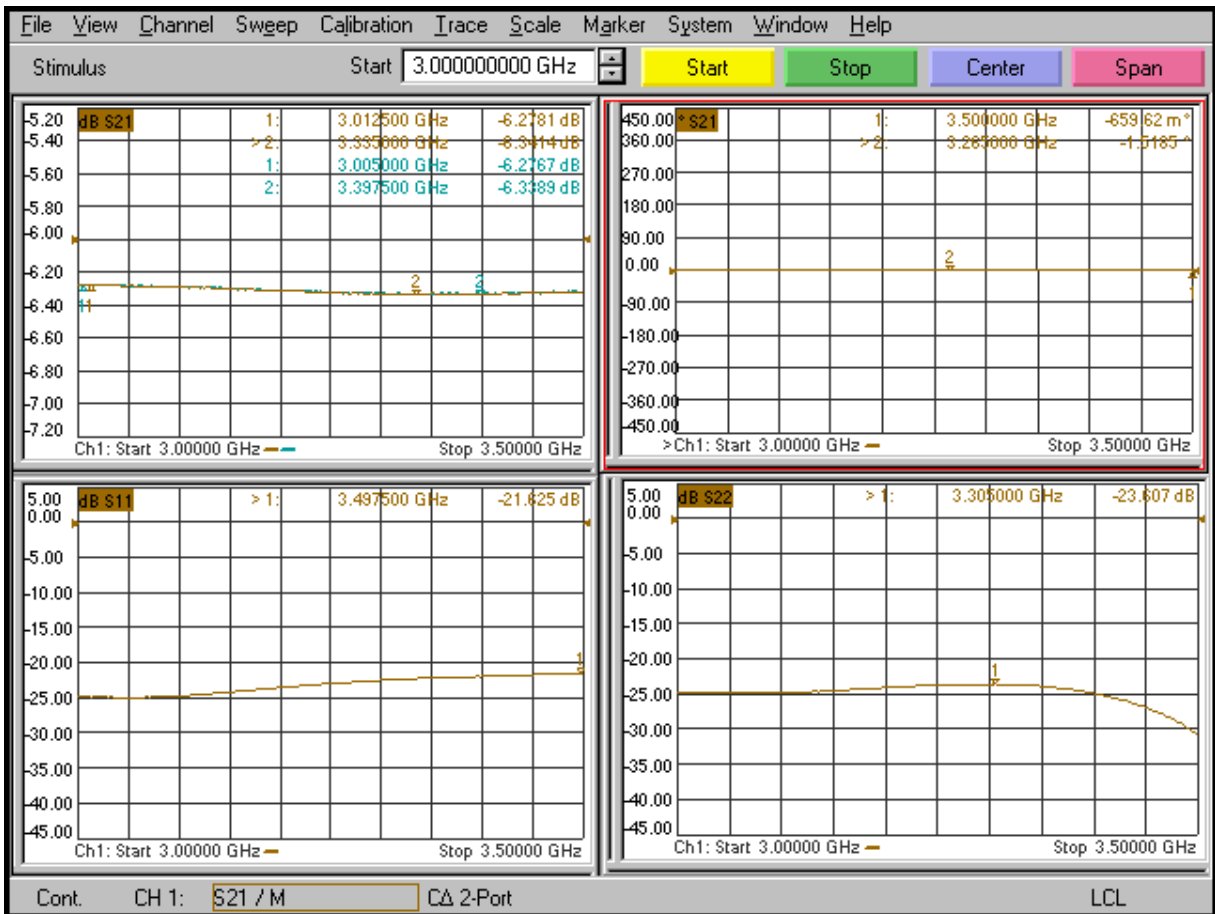 File View Channel Sweep Calibration Trace Scale Marker System Window Help
Stimulus Start 3.000000000 GHz Start Stop Center Span
dB S21
1: 3.012500 GHz -6.2781 dB
> 2: 3.335000 GHz -6.3414 dB
1: 3.005000 GHz -6.2767 dB
2: 3.397500 GHz -6.3389 dB
-5.20
-5.40
-5.60
-5.80
-6.00
-6.20
-6.40
-6.60
-6.80
-7.00
-7.20
2 2
1 1
Ch1: Start 3.00000 GHz Stop 3.50000 GHz
° S21
1: 3.500000 GHz -659.62 m°
> 2: 3.265000 GHz -1.5185 °
450.00
360.00
270.00
180.00
90.00
0.00
-90.00
-180.00
-270.00
-360.00
-450.00
2
1
>Ch1: Start 3.00000 GHz Stop 3.50000 GHz
dB S11
> 1: 3.497500 GHz -21.625 dB
5.00
0.00
-5.00
-10.00
-15.00
-20.00
-25.00
-30.00
-35.00
-40.00
-45.00
1
Ch1: Start 3.00000 GHz Stop 3.50000 GHz
dB S22
> 1: 3.305000 GHz -23.607 dB
5.00
0.00
-5.00
-10.00
-15.00
-20.00
-25.00
-30.00
-35.00
-40.00
-45.00
1
Ch1: Start 3.00000 GHz Stop 3.50000 GHz
Cont. CH 1: S21 / M CΔ 2-Port LCL